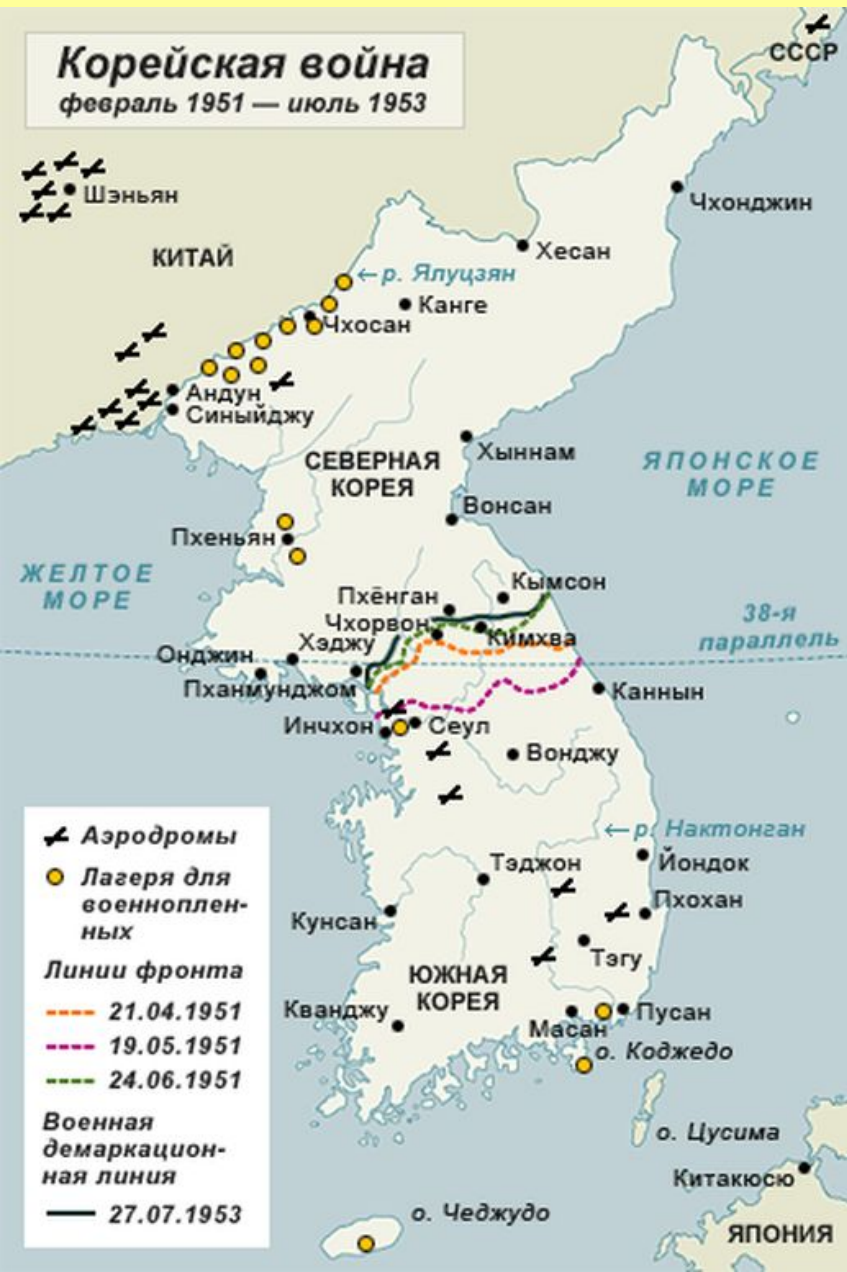 Корейская война
февраль 1951 — июль 1953
СССР
Шэньян
Чхонджин
КИТАЙ
Хесан
←р. Ялуцзян
Канге
Чхосан
Андун
Синыйджу
СЕВЕРНАЯ
КОРЕЯ
Хыннам
ЯПОНСКОЕ
МОРЕ
Вонсан
Пхеньян
ЖЕЛТОЕ
МОРЕ
Кымсон
Пхёнган
Чхорвон
Кимхва
38-я
параллель
Хэджу
Онджин
Пханмунджом
Каннын
Инчхон
Сеул
Вонджу
←р. Нактонган
Йондок
Тэджон
Пхохан
Кунсан
Тэгу
ЮЖНАЯ
КОРЕЯ
Кванджу
Масан
Пусан
о. Коджедо
о. Цусима
Китакюсю
о. Чеджудо
ЯПОНИЯ
Аэродромы
Лагеря для
военноплен-
ных
Линии фронта
21.04.1951
19.05.1951
24.06.1951
Военная
демаркацион-
ная линия
27.07.1953